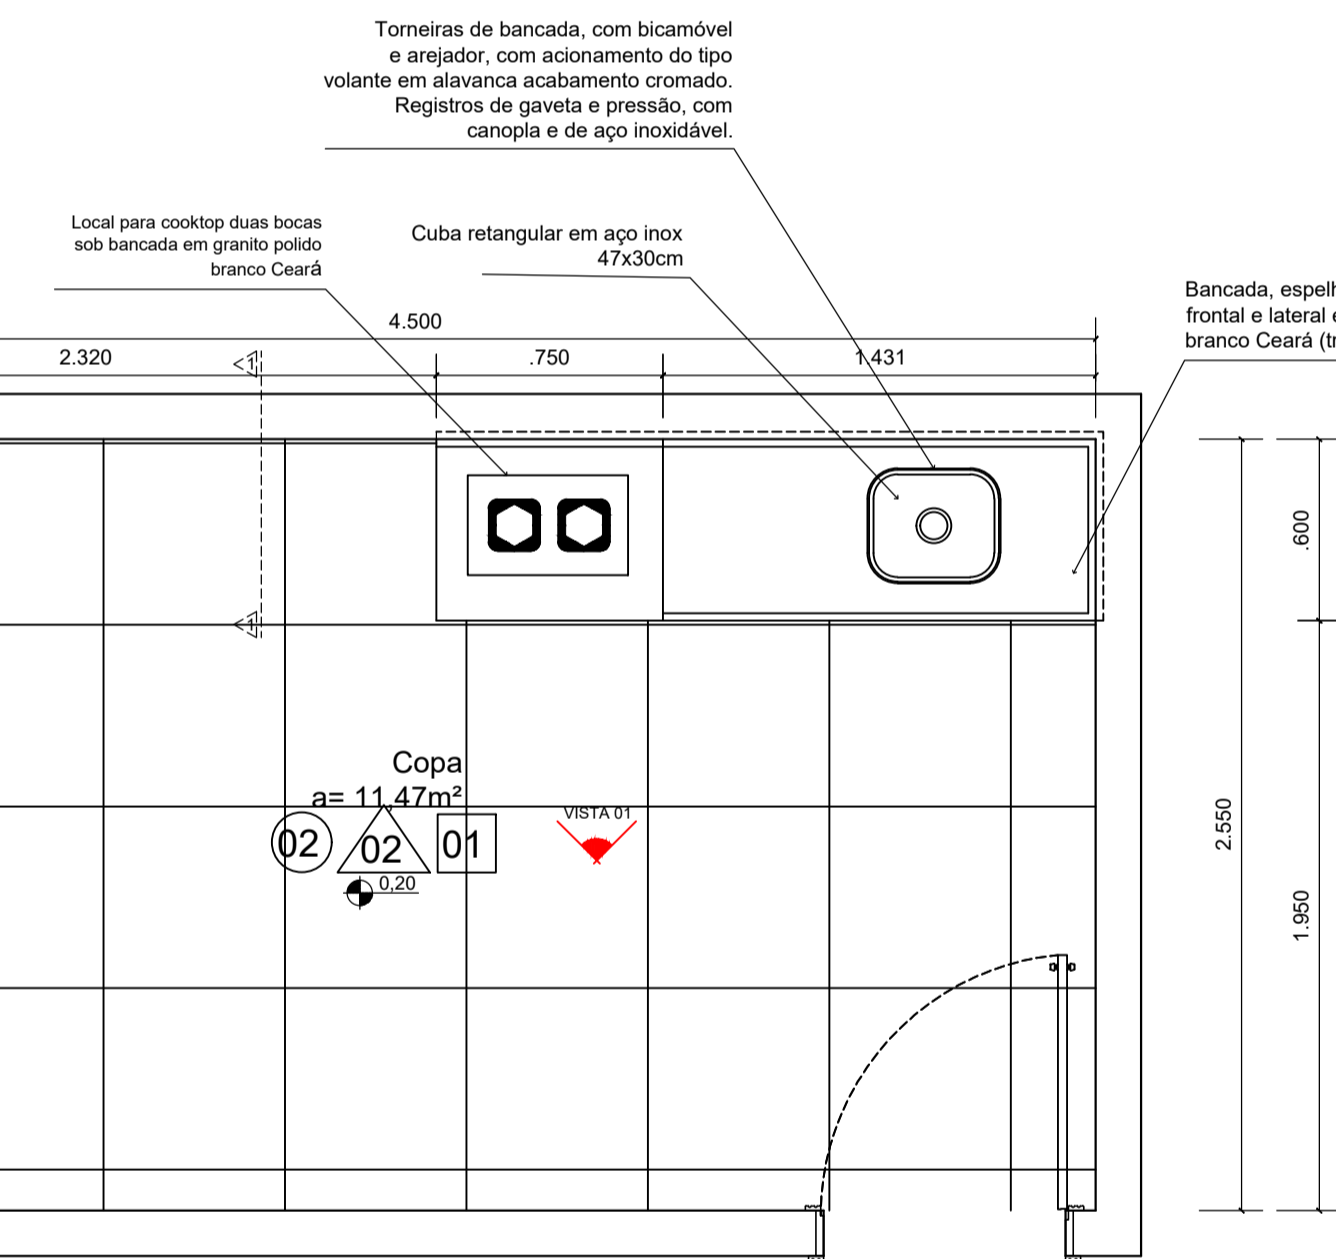 Torneiras de bancada, com bicamóvel
e arejador, com acionamento do tipo
volante em alavanca acabamento cromado.
Registros de gaveta e pressão, com
canopla e de aço inoxidável.
Local para cooktop duas bocas
sob bancada em granito polido
branco Ceará
Cuba retangular em aço inox
47x30cm
Bancada, espelh
frontal e lateral e
branco Ceará (tr
4.500
2.320
1
.750
1.431
.600
1
Copa
a= 11,47m²
02
02
01
0,20
VISTA 01
2.550
1.950